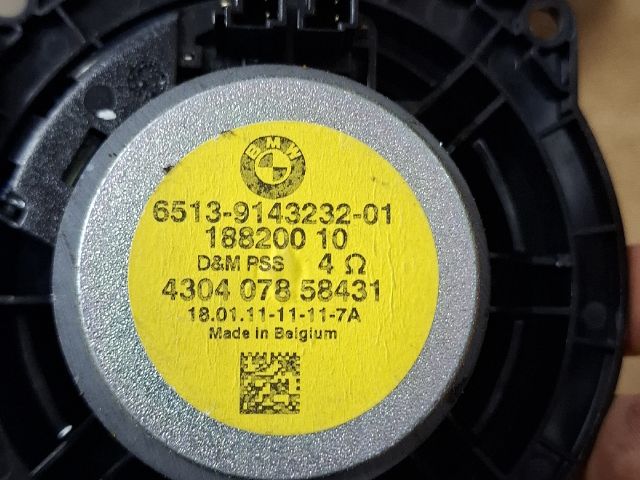 BMW
6513-9143232-01
188200 10
D&M PSS 4 Ω
4304 078 58431
18.01.11-11-11-7A
Made in Belgium